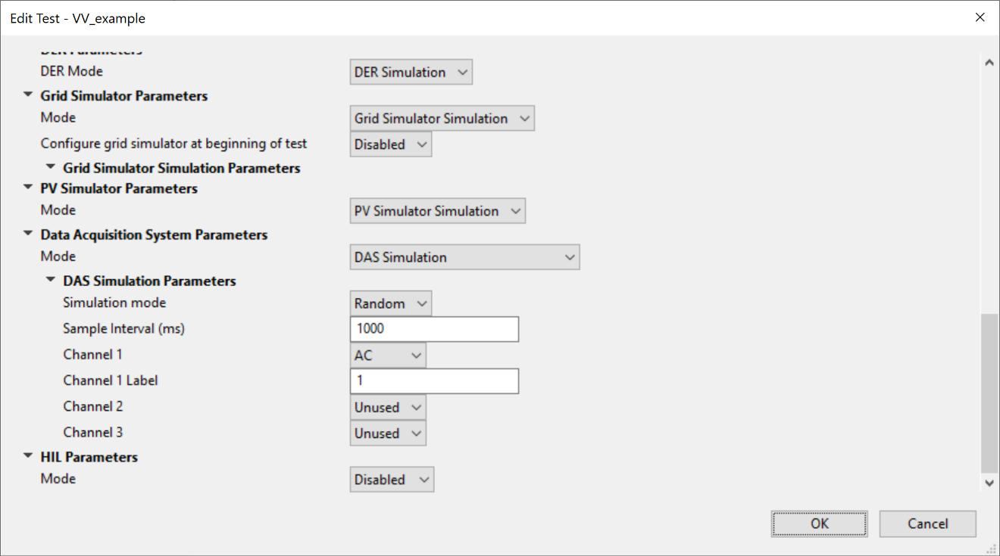 Edit Test - VV_example
DER Parameters
DER Mode DER Simulation
Grid Simulator Parameters
Mode Grid Simulator Simulation
Configure grid simulator at beginning of test Disabled
Grid Simulator Simulation Parameters
PV Simulator Parameters
Mode PV Simulator Simulation
Data Acquisition System Parameters
Mode DAS Simulation
DAS Simulation Parameters
Simulation mode Random
Sample Interval (ms) 1000
Channel 1 AC
Channel 1 Label 1
Channel 2 Unused
Channel 3 Unused
HIL Parameters
Mode Disabled
OK Cancel